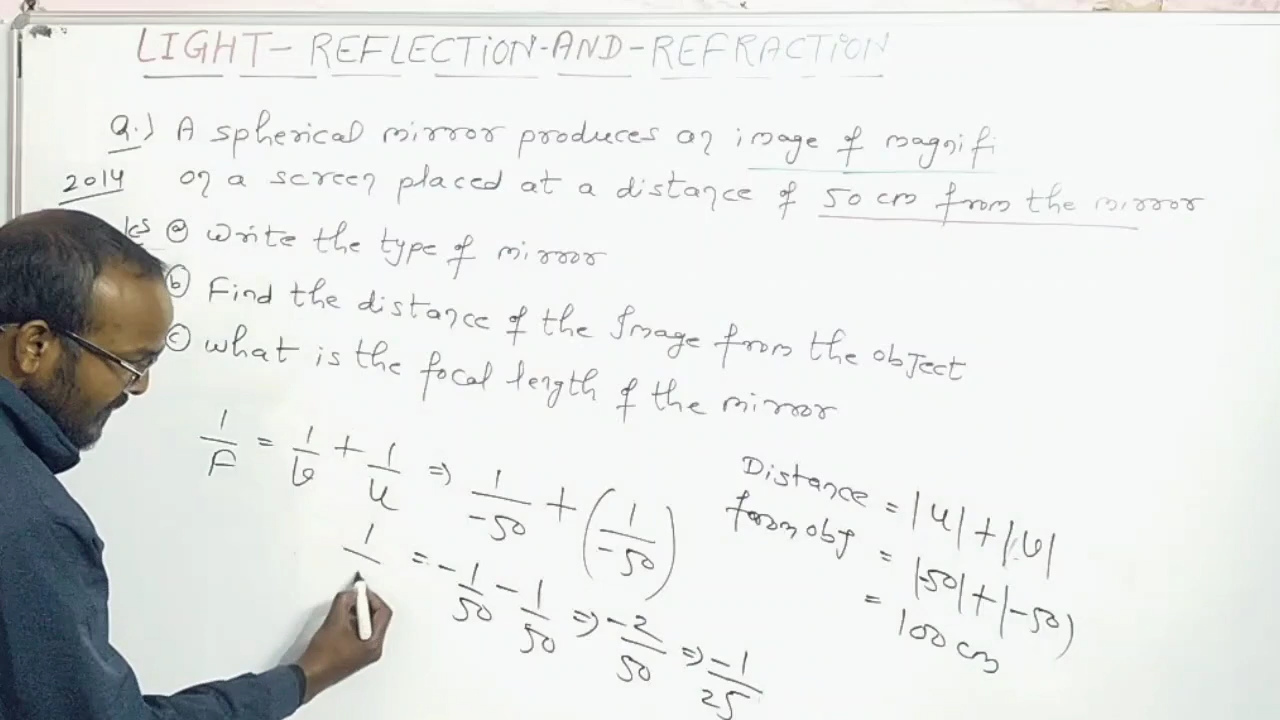 LIGHT- REFLECTION-AND-REFRACTION
Q.) A spherical mirror produces an image of magnifi
2014 on a screen placed at a distance of 50 cm from the mirror
ⓐ Write the type of mirror
ⓑ Find the distance of the Image from the object
ⓒ What is the focal length of the mirror
1/F = 1/v + 1/u ⇒ 1/-50 + (1/-50)
1/ = -1/50 - 1/50 ⇒ -2/50 ⇒ -1/25
Distance = |u| + |v|
from obj = |-50| + |-50)
= 100 cm